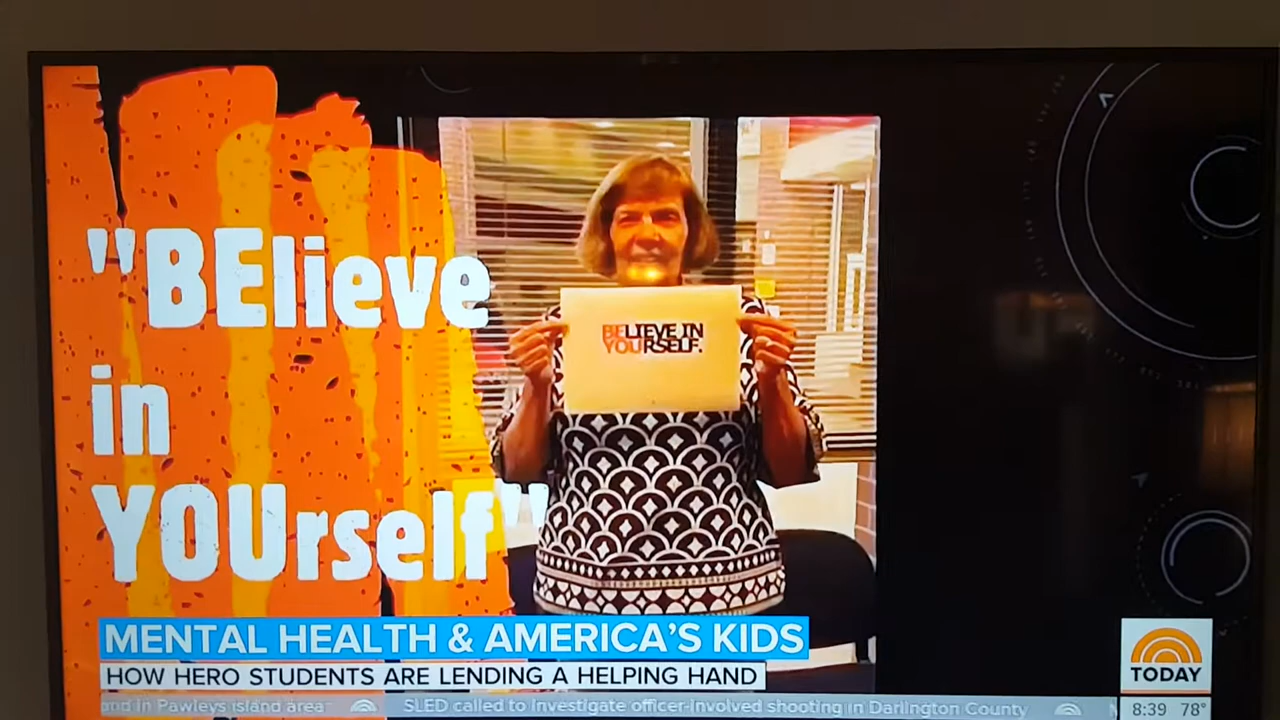 "BElieve
in
YOUrself"
BELIEVE IN
YOURSELF.
MENTAL HEALTH & AMERICA'S KIDS
HOW HERO STUDENTS ARE LENDING A HELPING HAND
TODAY
and in Pawleys island area SLED called to investigate officer-involved shooting in Darlington County
8:39 78°